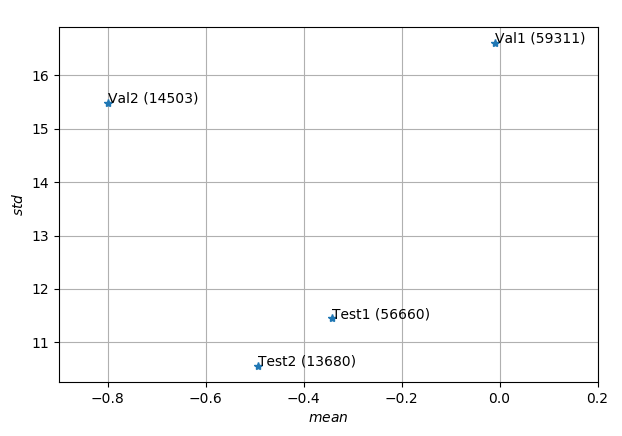 Val1 (59311)
16
Val2 (14503)
15
14
std
13
12
Test1 (56660)
11
Test2 (13680)
−0.8 −0.6 −0.4 −0.2 0.0 0.2
mean